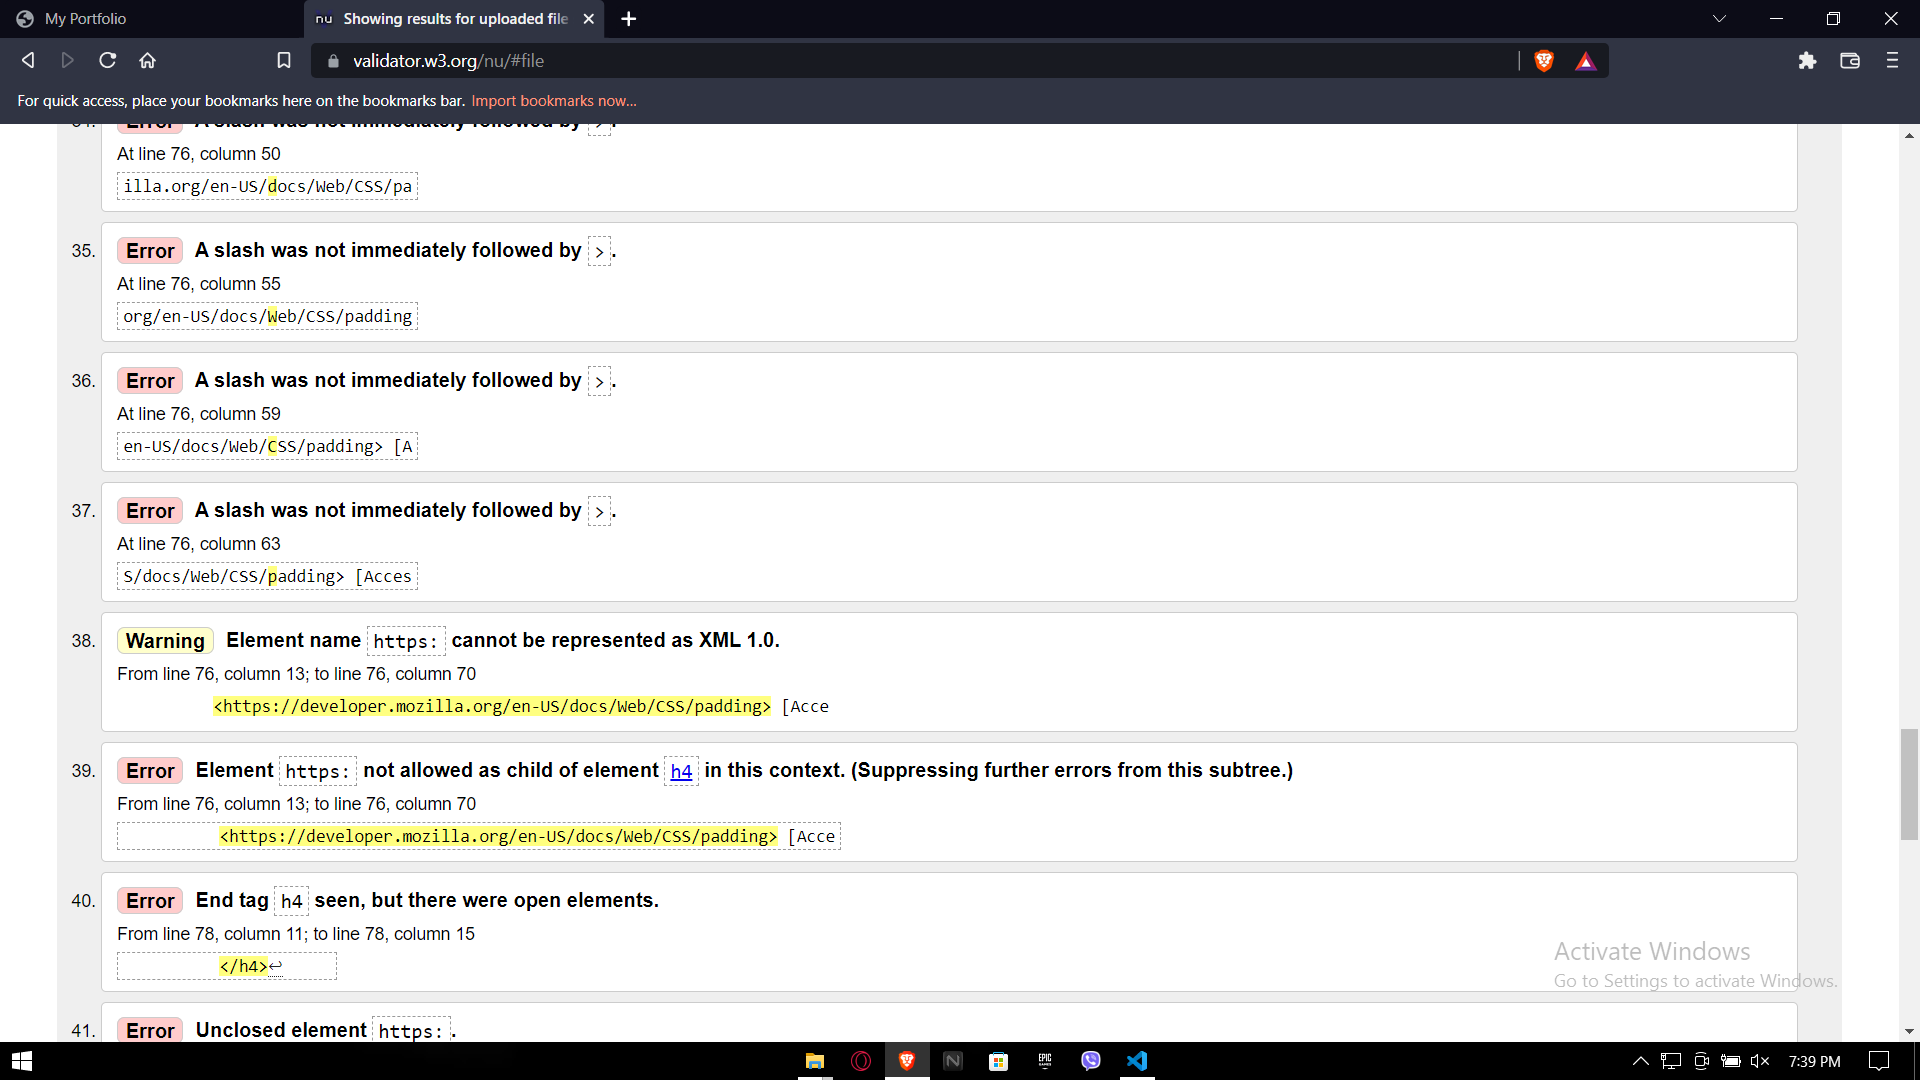 My Portfolio
nu Showing results for uploaded file
validator.w3.org/nu/#file
For quick access, place your bookmarks here on the bookmarks bar. Import bookmarks now...
34. Error A slash was not immediately followed by >.
At line 76, column 50
illa.org/en-US/docs/Web/CSS/pa
35. Error A slash was not immediately followed by >.
At line 76, column 55
org/en-US/docs/Web/CSS/padding
36. Error A slash was not immediately followed by >.
At line 76, column 59
en-US/docs/Web/CSS/padding> [A
37. Error A slash was not immediately followed by >.
At line 76, column 63
S/docs/Web/CSS/padding> [Acces
38. Warning Element name https: cannot be represented as XML 1.0.
From line 76, column 13; to line 76, column 70
<https://developer.mozilla.org/en-US/docs/Web/CSS/padding> [Acce
39. Error Element https: not allowed as child of element h4 in this context. (Suppressing further errors from this subtree.)
From line 76, column 13; to line 76, column 70
<https://developer.mozilla.org/en-US/docs/Web/CSS/padding> [Acce
40. Error End tag h4 seen, but there were open elements.
From line 78, column 11; to line 78, column 15
</h4>↩
41. Error Unclosed element https:.
Activate Windows
Go to Settings to activate Windows.
EPIC
GAMES
7:39 PM